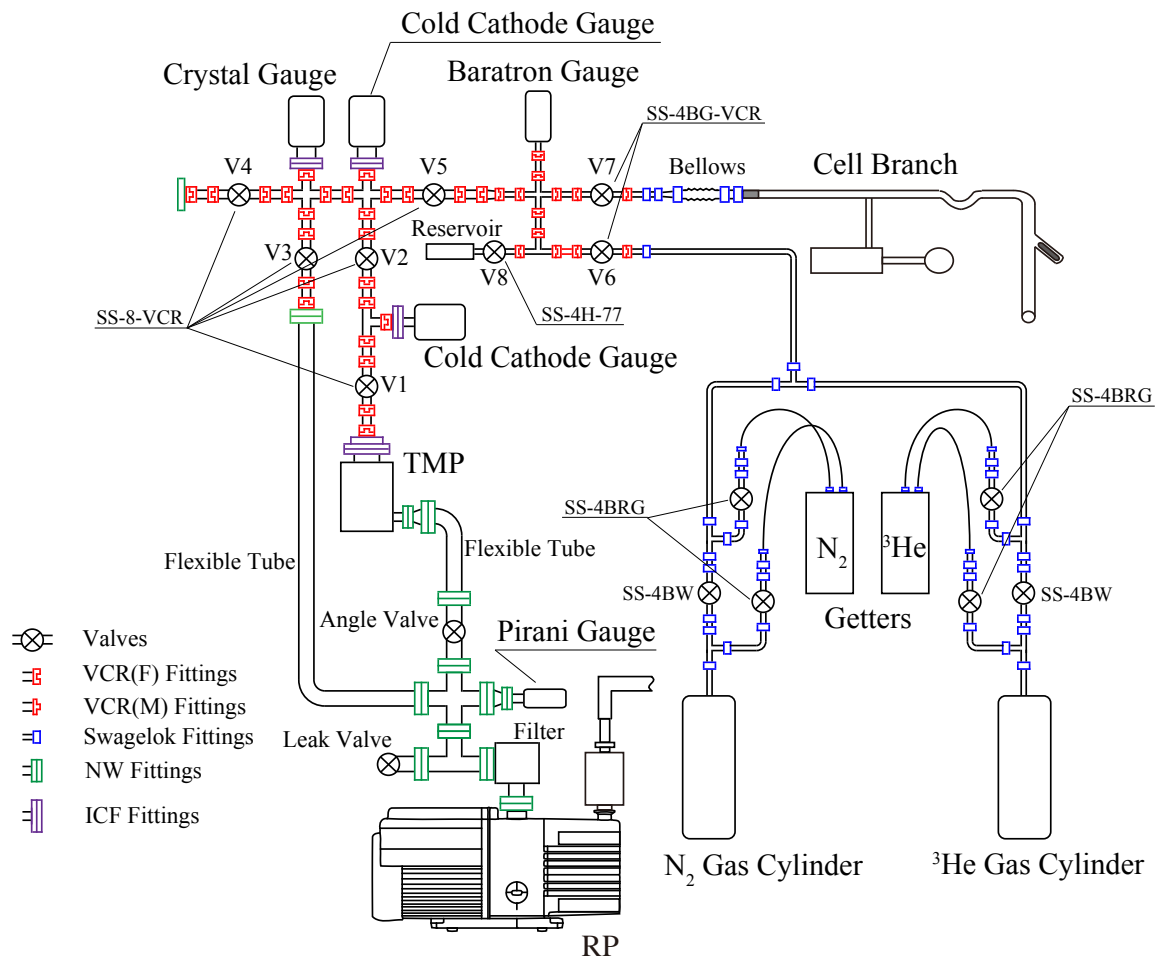 Cold Cathode Gauge
Crystal Gauge
Baratron Gauge
SS-4BG-VCR
V4
V5
V7
Bellows
Cell Branch
Reservoir
V3
V2
V8
V6
SS-8-VCR
SS-4H-77
Cold Cathode Gauge
V1
SS-4BRG
TMP
SS-4BRG
N2
3He
Flexible Tube
Flexible Tube
SS-4BW
SS-4BW
Getters
Angle Valve
Pirani Gauge
Valves
VCR(F) Fittings
VCR(M) Fittings
Swagelok Fittings
NW Fittings
ICF Fittings
Leak Valve
Filter
N2 Gas Cylinder
3He Gas Cylinder
RP